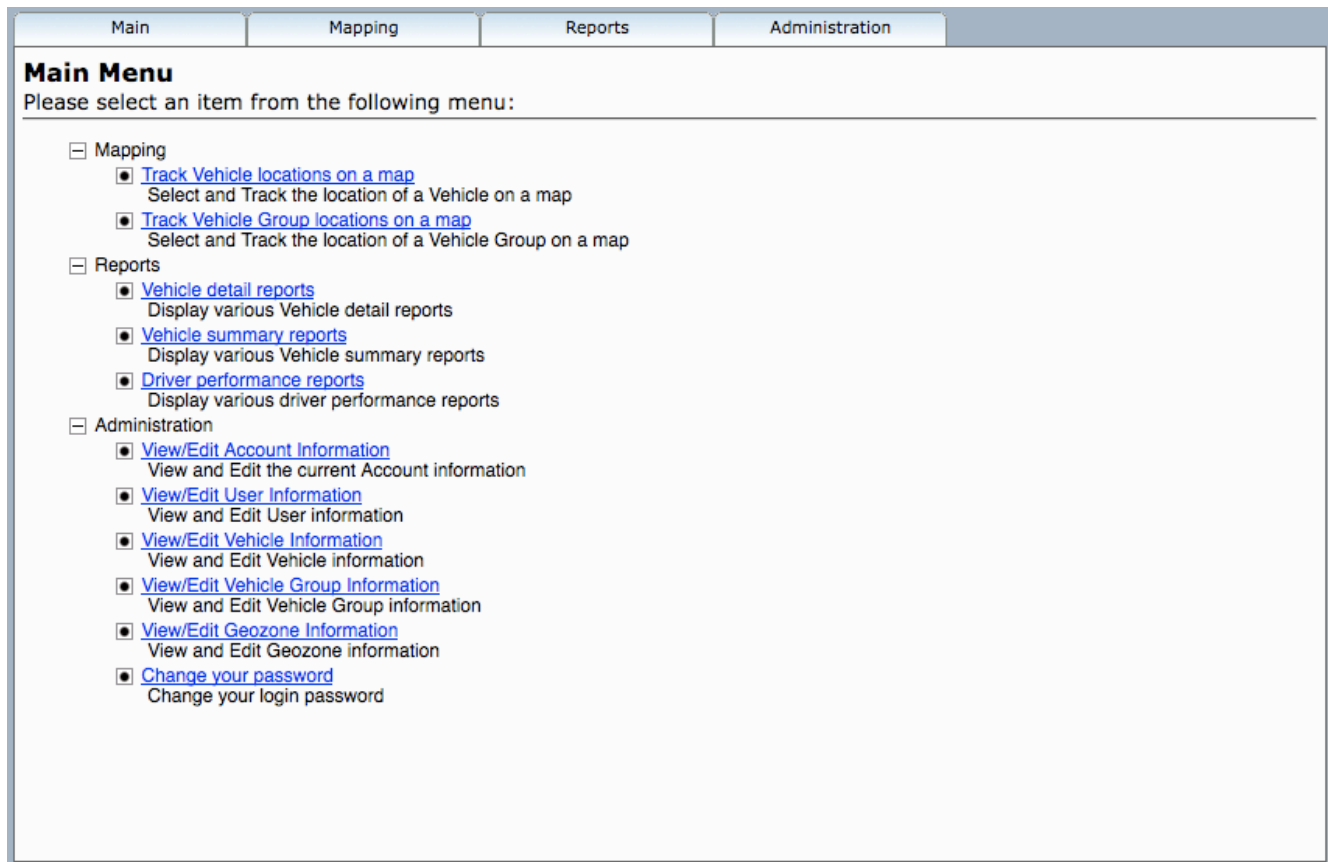 Main Mapping Reports Administration
Main Menu
Please select an item from the following menu:
Mapping
Track Vehicle locations on a map
Select and Track the location of a Vehicle on a map
Track Vehicle Group locations on a map
Select and Track the location of a Vehicle Group on a map
Reports
Vehicle detail reports
Display various Vehicle detail reports
Vehicle summary reports
Display various Vehicle summary reports
Driver performance reports
Display various driver performance reports
Administration
View/Edit Account Information
View and Edit the current Account information
View/Edit User Information
View and Edit User information
View/Edit Vehicle Information
View and Edit Vehicle information
View/Edit Vehicle Group Information
View and Edit Vehicle Group information
View/Edit Geozone Information
View and Edit Geozone information
Change your password
Change your login password